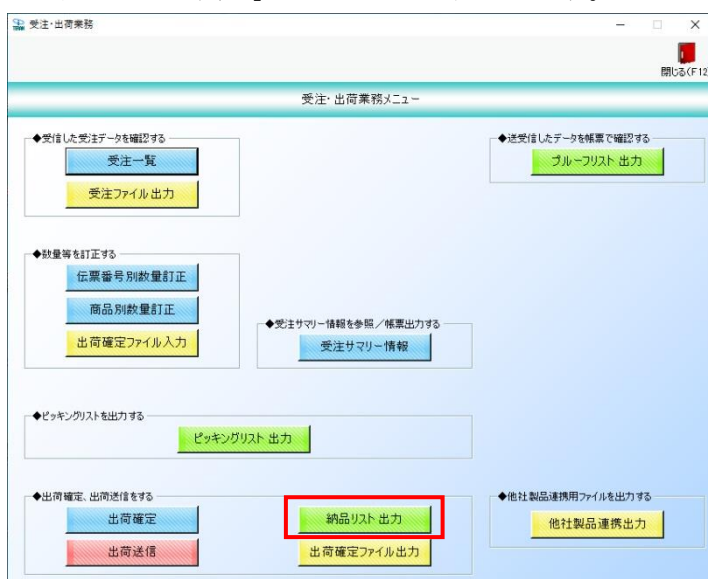 受注・出荷業務
閉じる(F12
受注・出荷業務メニュー
◆受信した受注データを確認する
受注一覧
受注ファイル出力
◆送受信したデータを帳票で確認する
プルーフリスト 出力
◆数量等を訂正する
伝票番号別数量訂正
商品別数量訂正
出荷確定ファイル入力
◆受注サマリー情報を参照／帳票出力する
受注サマリー情報
◆ピッキングリストを出力する
ピッキングリスト 出力
◆出荷確定、出荷送信をする
出荷確定
納品リスト 出力
出荷送信
出荷確定ファイル出力
◆他社製品連携用ファイルを出力する
他社製品連携出力